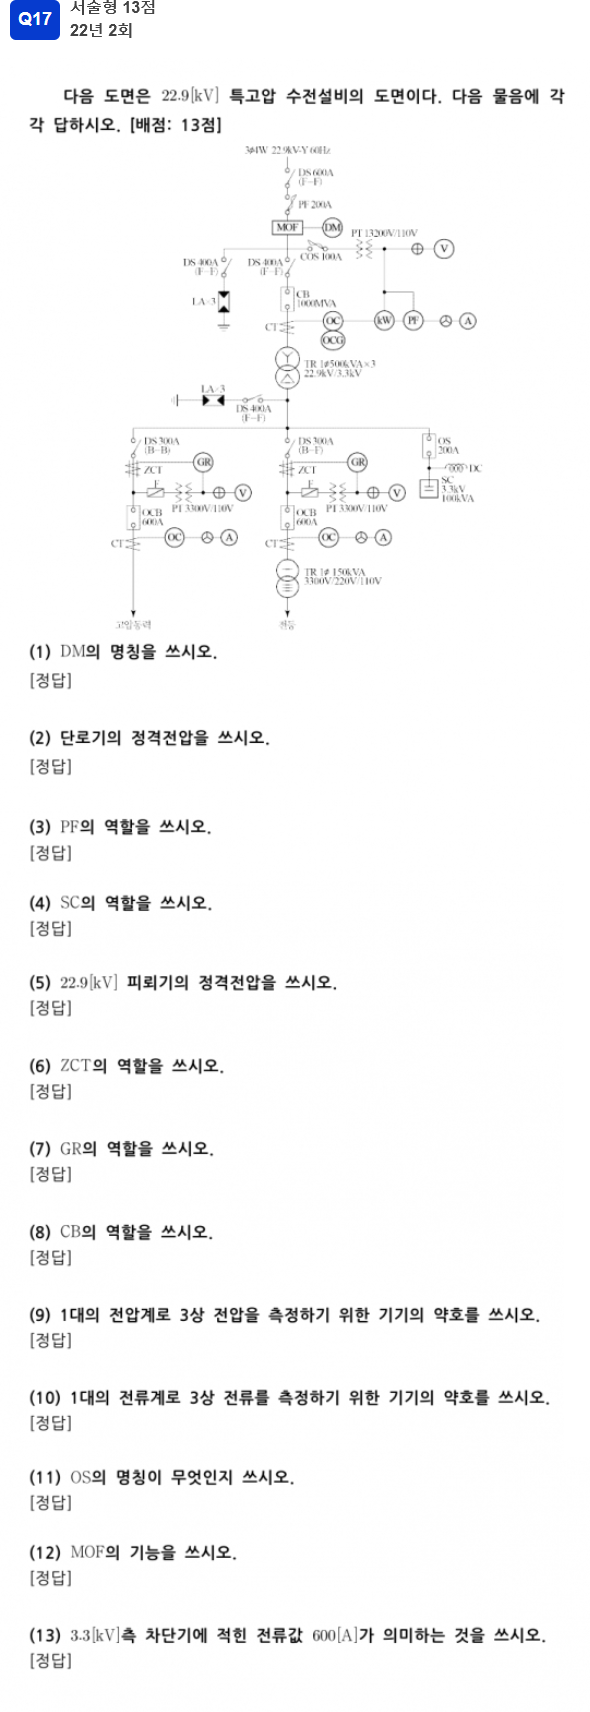 Q17
서술형 13점
22년 2회
다음 도면은 22.9[kV] 특고압 수전설비의 도면이다. 다음 물음에 각
각 답하시오. [배점: 13점]
3∮4W 22.9kV-Y 60Hz
DS 600A
(F-F)
PF 200A
MOF
DM
PT 13200V/110V
V
COS 100A
DS 400A
(F-F)
DS 400A
(F-F)
LA×3
CB
1000MVA
CT
OC
OCG
kW
PF
A
TR 1∮500kVA×3
22.9kV/3.3kV
LA×3
DS 400A
(F-F)
DS 300A
(B-B)
DS 300A
(B-F)
OS
200A
GR
ZCT
GR
ZCT
DC
SC
3.3kV
100kVA
F
V
F
V
PT 3300V/110V
PT 3300V/110V
OCB
600A
OCB
600A
CT
OC
A
CT
OC
A
TR 1∮ 150kVA
3300V/220V/110V
고압동력
전등
(1) DM의 명칭을 쓰시오.
[정답]
(2) 단로기의 정격전압을 쓰시오.
[정답]
(3) PF의 역할을 쓰시오.
[정답]
(4) SC의 역할을 쓰시오.
[정답]
(5) 22.9[kV] 피뢰기의 정격전압을 쓰시오.
[정답]
(6) ZCT의 역할을 쓰시오.
[정답]
(7) GR의 역할을 쓰시오.
[정답]
(8) CB의 역할을 쓰시오.
[정답]
(9) 1대의 전압계로 3상 전압을 측정하기 위한 기기의 약호를 쓰시오.
[정답]
(10) 1대의 전류계로 3상 전류를 측정하기 위한 기기의 약호를 쓰시오.
[정답]
(11) OS의 명칭이 무엇인지 쓰시오.
[정답]
(12) MOF의 기능을 쓰시오.
[정답]
(13) 3.3[kV]측 차단기에 적힌 전류값 600[A]가 의미하는 것을 쓰시오.
[정답]